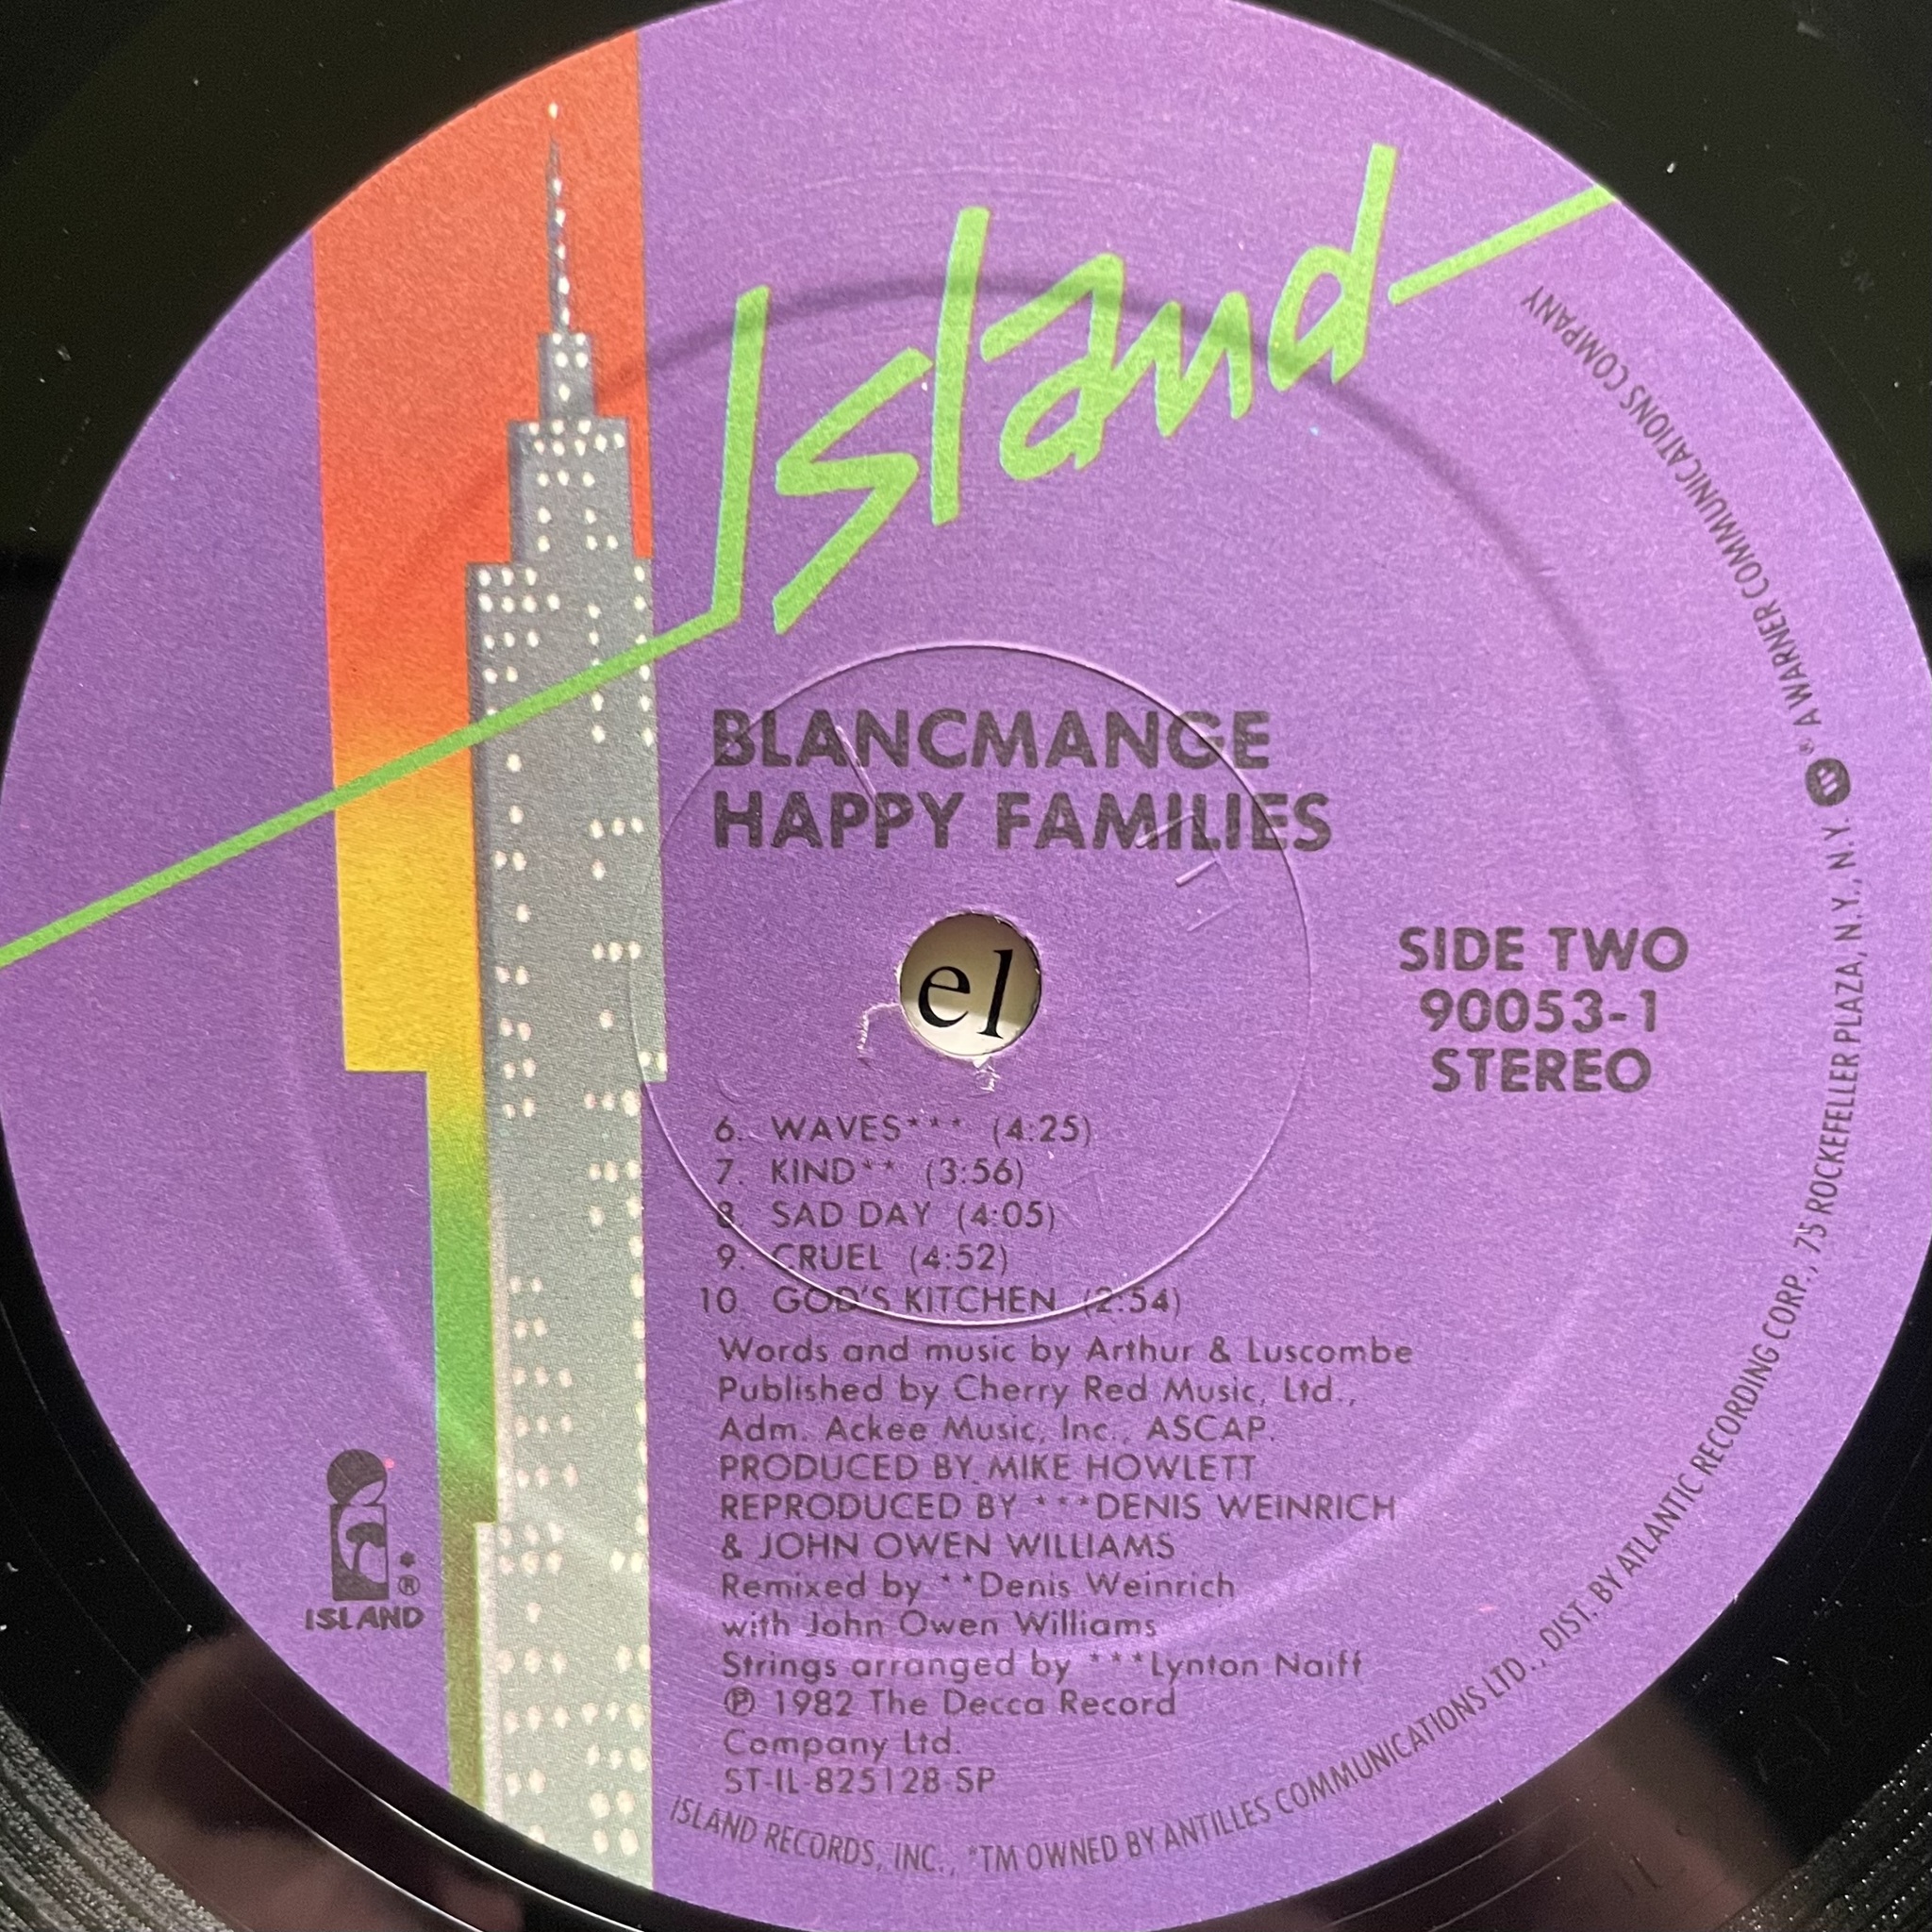 Island
BLANCMANGE
HAPPY FAMILIES
el
SIDE TWO
90053-1
STEREO
6. WAVES*** (4:25)
7. KIND** (3:56)
8. SAD DAY (4:05)
9. CRUEL (4:52)
10. GOD'S KITCHEN (2:54)
Words and music by Arthur & Luscombe
Published by Cherry Red Music, Ltd.,
Adm. Ackee Music, Inc., ASCAP.
PRODUCED BY MIKE HOWLETT
REPRODUCED BY ***DENIS WEINRICH
& JOHN OWEN WILLIAMS
Remixed by **Denis Weinrich
with John Owen Williams
Strings arranged by ***Lynton Naiff
℗ 1982 The Decca Record
Company Ltd.
ST-IL-825128-SP
*®
ISLAND
ISLAND RECORDS, INC., *TM OWNED BY ANTILLES COMMUNICATIONS LTD., DIST. BY ATLANTIC RECORDING CORP., 75 ROCKEFELLER PLAZA, N.Y., N.Y. ® A WARNER COMMUNICATIONS COMPANY